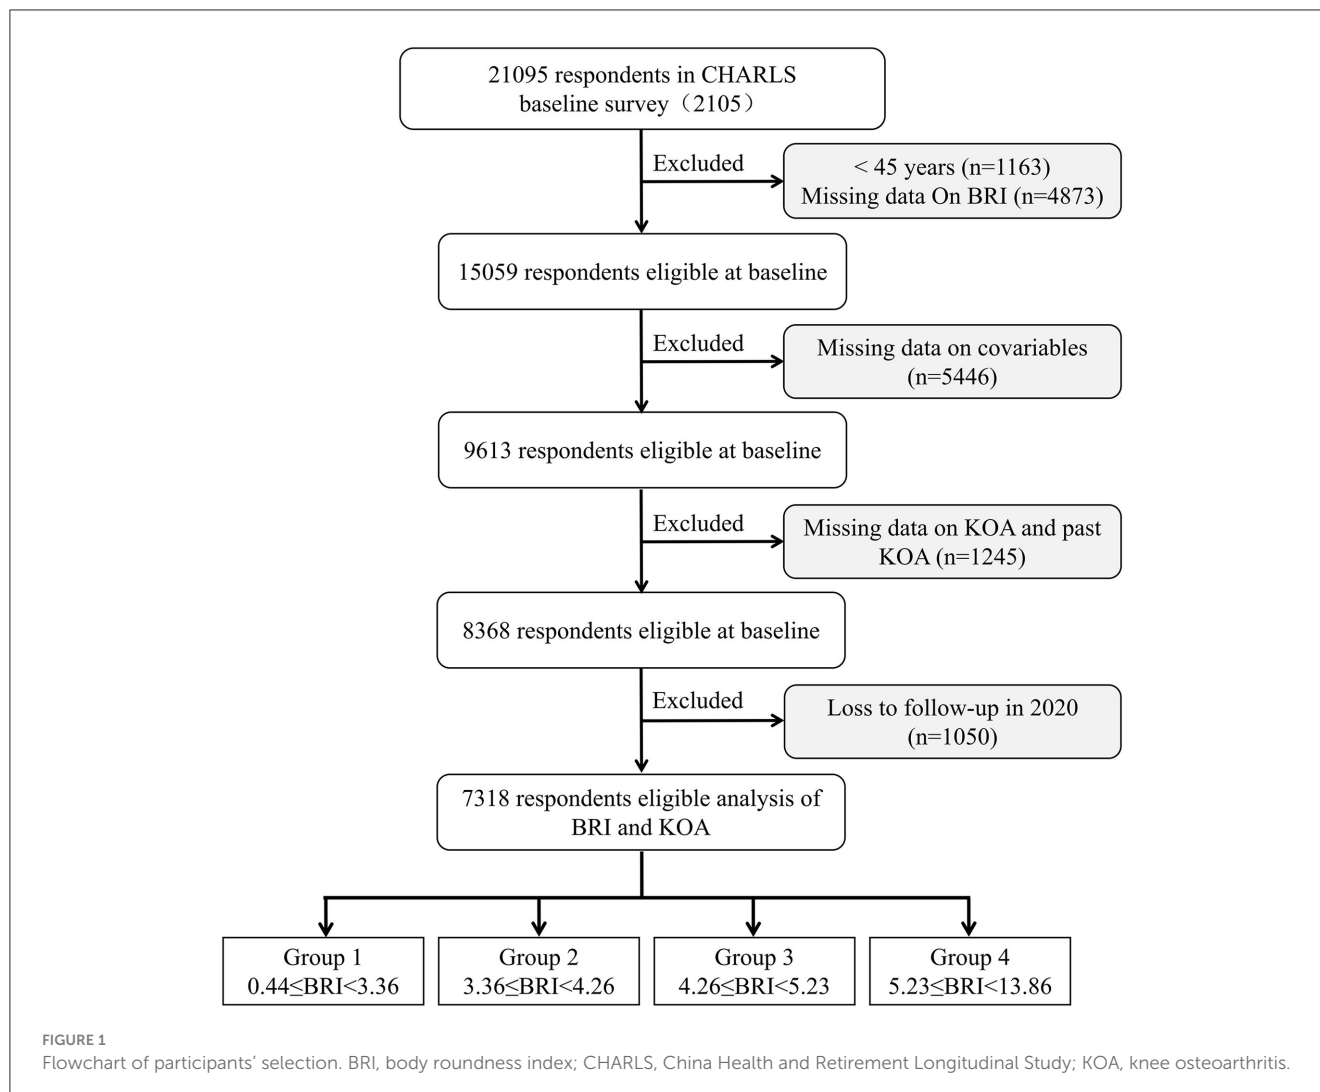 21095 respondents in CHARLS
baseline survey（2105）
Excluded
< 45 years (n=1163)
Missing data On BRI (n=4873)
15059 respondents eligible at baseline
Excluded
Missing data on covariables
(n=5446)
9613 respondents eligible at baseline
Excluded
Missing data on KOA and past
KOA (n=1245)
8368 respondents eligible at baseline
Excluded
Loss to follow-up in 2020
(n=1050)
7318 respondents eligible analysis of
BRI and KOA
Group 1
0.44≤BRI<3.36
Group 2
3.36≤BRI<4.26
Group 3
4.26≤BRI<5.23
Group 4
5.23≤BRI<13.86
FIGURE 1
Flowchart of participants’ selection. BRI, body roundness index; CHARLS, China Health and Retirement Longitudinal Study; KOA, knee osteoarthritis.